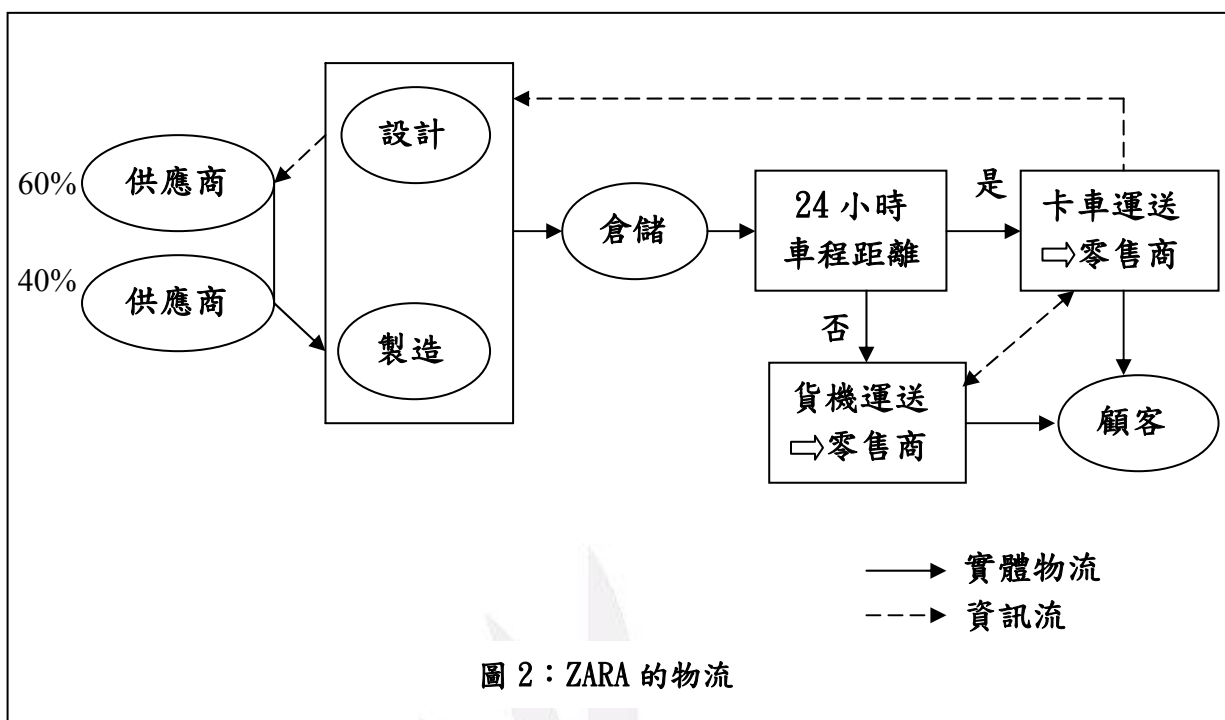 設計
60%
供應商
40%
供應商
製造
倉儲
24 小時
車程距離
是
卡車運送
⇨零售商
否
貨機運送
⇨零售商
顧客
實體物流
資訊流
圖 2：ZARA 的物流